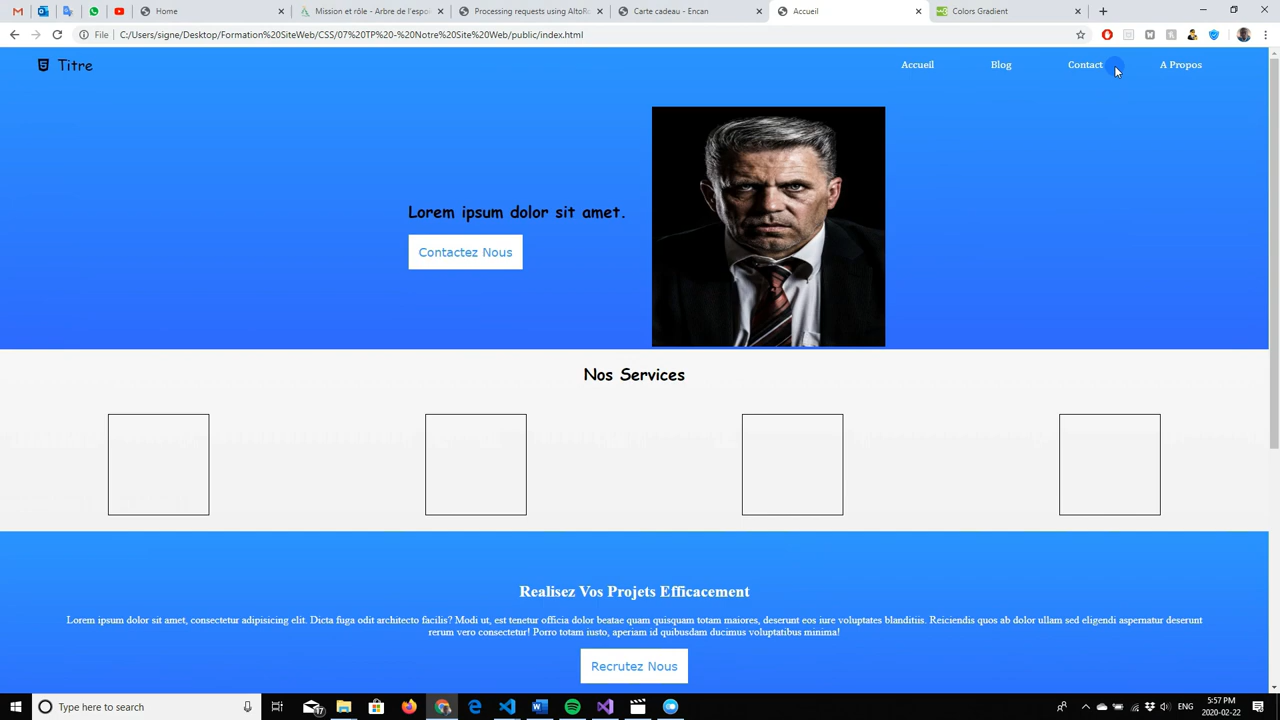 Home
Mission et rôle - Arbre de l'espo
Processing requests using AltoR
Carte cadeau - Encan
Accueil
Colors Gradient
File
C:/Users/signe/Desktop/Formation%20SiteWeb/CSS/07%20TP-%20-%20Notre%20Site%20Web/public/index.html
Titre
Accueil
Blog
Contact
A Propos
Lorem ipsum dolor sit amet.
Contactez Nous
Nos Services
Realisez Vos Projets Efficacement
Lorem ipsum dolor sit amet, consectetur adipisicing elit. Dicta fuga odit architecto facilis? Modi ut, est tenetur officia dolor beatae quam quisquam totam maiores, deserunt eos iure voluptates blanditiis. Reiciendis quos ab dolor ullam sed eligendi aspernatur deserunt
rerum vero consectetur! Porro totam iusto, aperiam id quibusdam ducimus voluptatibus minima!
Recrutez Nous
Type here to search
ENG
5:57 PM
2020-02-22